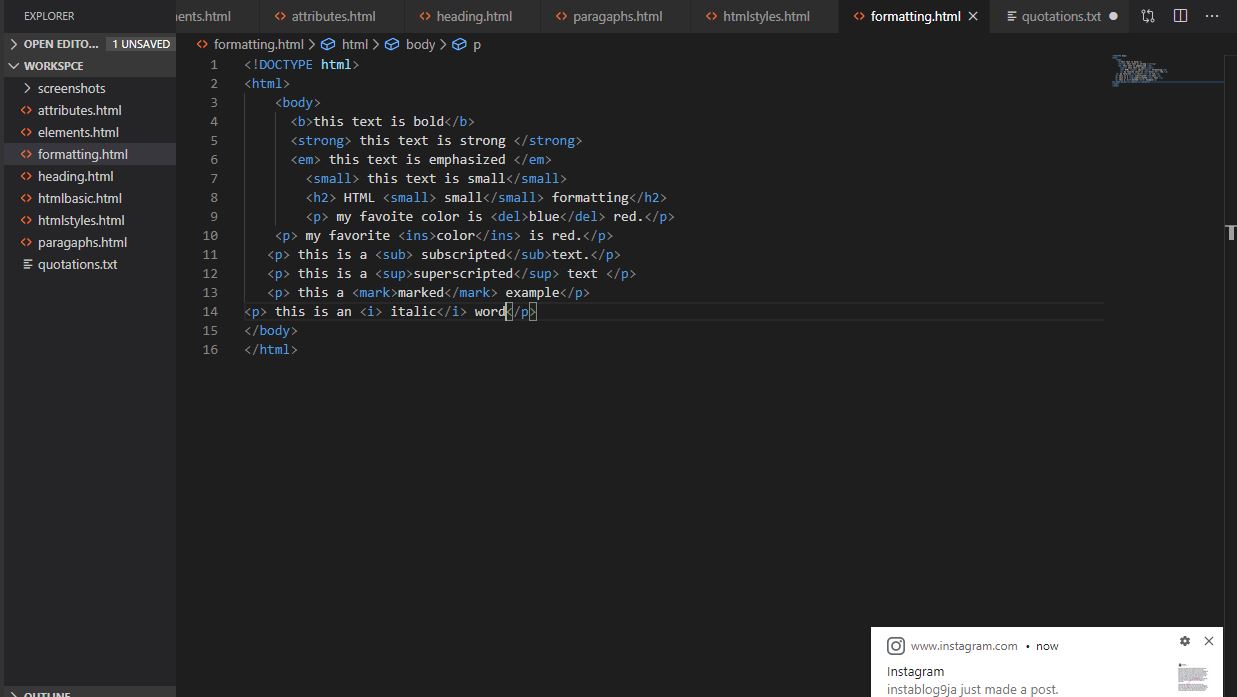 EXPLORER
ents.html
attributes.html
heading.html
paragaphs.html
htmlstyles.html
formatting.html
quotations.txt
OPEN EDITO... 1 UNSAVED
WORKSPCE
screenshots
attributes.html
elements.html
formatting.html
heading.html
htmlbasic.html
htmlstyles.html
paragaphs.html
quotations.txt
OUTLINE
formatting.html > html > body > p
1 <!DOCTYPE html>
2 <html>
3 <body>
4 <b>this text is bold</b>
5 <strong> this text is strong </strong>
6 <em> this text is emphasized </em>
7 <small> this text is small</small>
8 <h2> HTML <small> small</small> formatting</h2>
9 <p> my favoite color is <del>blue</del> red.</p>
10 <p> my favorite <ins>color</ins> is red.</p>
11 <p> this is a <sub> subscripted</sub>text.</p>
12 <p> this is a <sup>superscripted</sup> text </p>
13 <p> this a <mark>marked</mark> example</p>
14 <p> this is an <i> italic</i> word</p>
15 </body>
16 </html>
www.instagram.com • now
Instagram
instablog9ja just made a post.